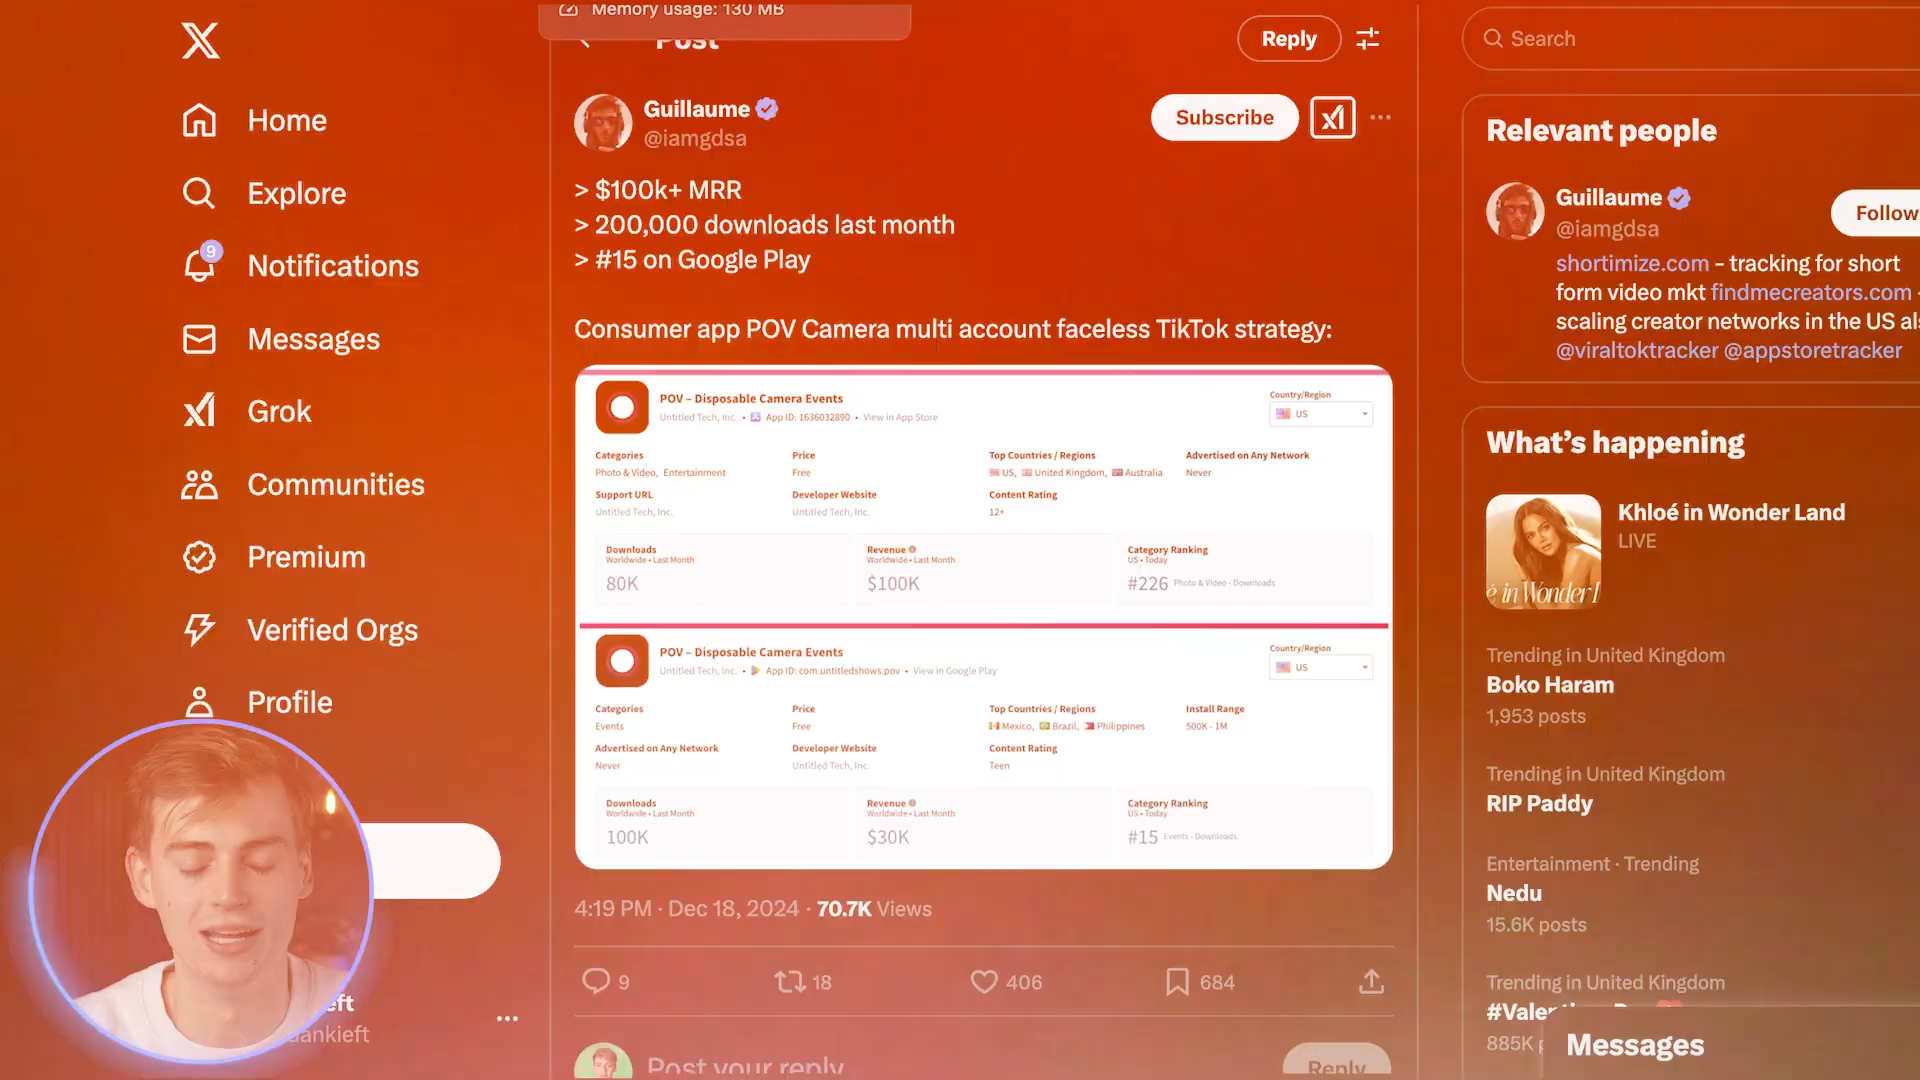 Memory usage: 130 MB
Post
Reply
Search
Home
Explore
9
Notifications
Messages
Grok
Communities
Premium
Verified Orgs
Profile
ankieft
Guillaume
@iamgdsa
Subscribe
> $100k+ MRR
> 200,000 downloads last month
> #15 on Google Play
Consumer app POV Camera multi account faceless TikTok strategy:
POV – Disposable Camera Events
Untitled Tech, Inc. • App ID: 1636032890 • View in App Store
Country/Region
US
Categories
Photo & Video, Entertainment
Price
Free
Top Countries / Regions
US, United Kingdom, Australia
Advertised on Any Network
Never
Support URL
Untitled Tech, Inc.
Developer Website
Untitled Tech, Inc.
Content Rating
12+
Downloads
Worldwide • Last Month
80K
Revenue
Worldwide • Last Month
$100K
Category Ranking
US • Today
#226 Photo & Video - Downloads
POV – Disposable Camera Events
Untitled Tech, Inc. • App ID: com.untitledshows.pov • View in Google Play
Country/Region
US
Categories
Events
Price
Free
Top Countries / Regions
Mexico, Brazil, Philippines
Install Range
500K - 1M
Advertised on Any Network
Never
Developer Website
Untitled Tech, Inc.
Content Rating
Teen
Downloads
Worldwide • Last Month
100K
Revenue
Worldwide • Last Month
$30K
Category Ranking
US • Today
#15 Events - Downloads
4:19 PM · Dec 18, 2024 · 70.7K Views
9
18
406
684
Post your reply
Reply
Relevant people
Guillaume
@iamgdsa
Follow
shortimize.com - tracking for short
form video mkt findmecreators.com -
scaling creator networks in the US als
@viraltoktracker @appstoretracker
What's happening
Khloé in Wonder Land
LIVE
é in Wonder
Trending in United Kingdom
Boko Haram
1,953 posts
Trending in United Kingdom
RIP Paddy
Entertainment · Trending
Nedu
15.6K posts
Trending in United Kingdom
885K
Messages